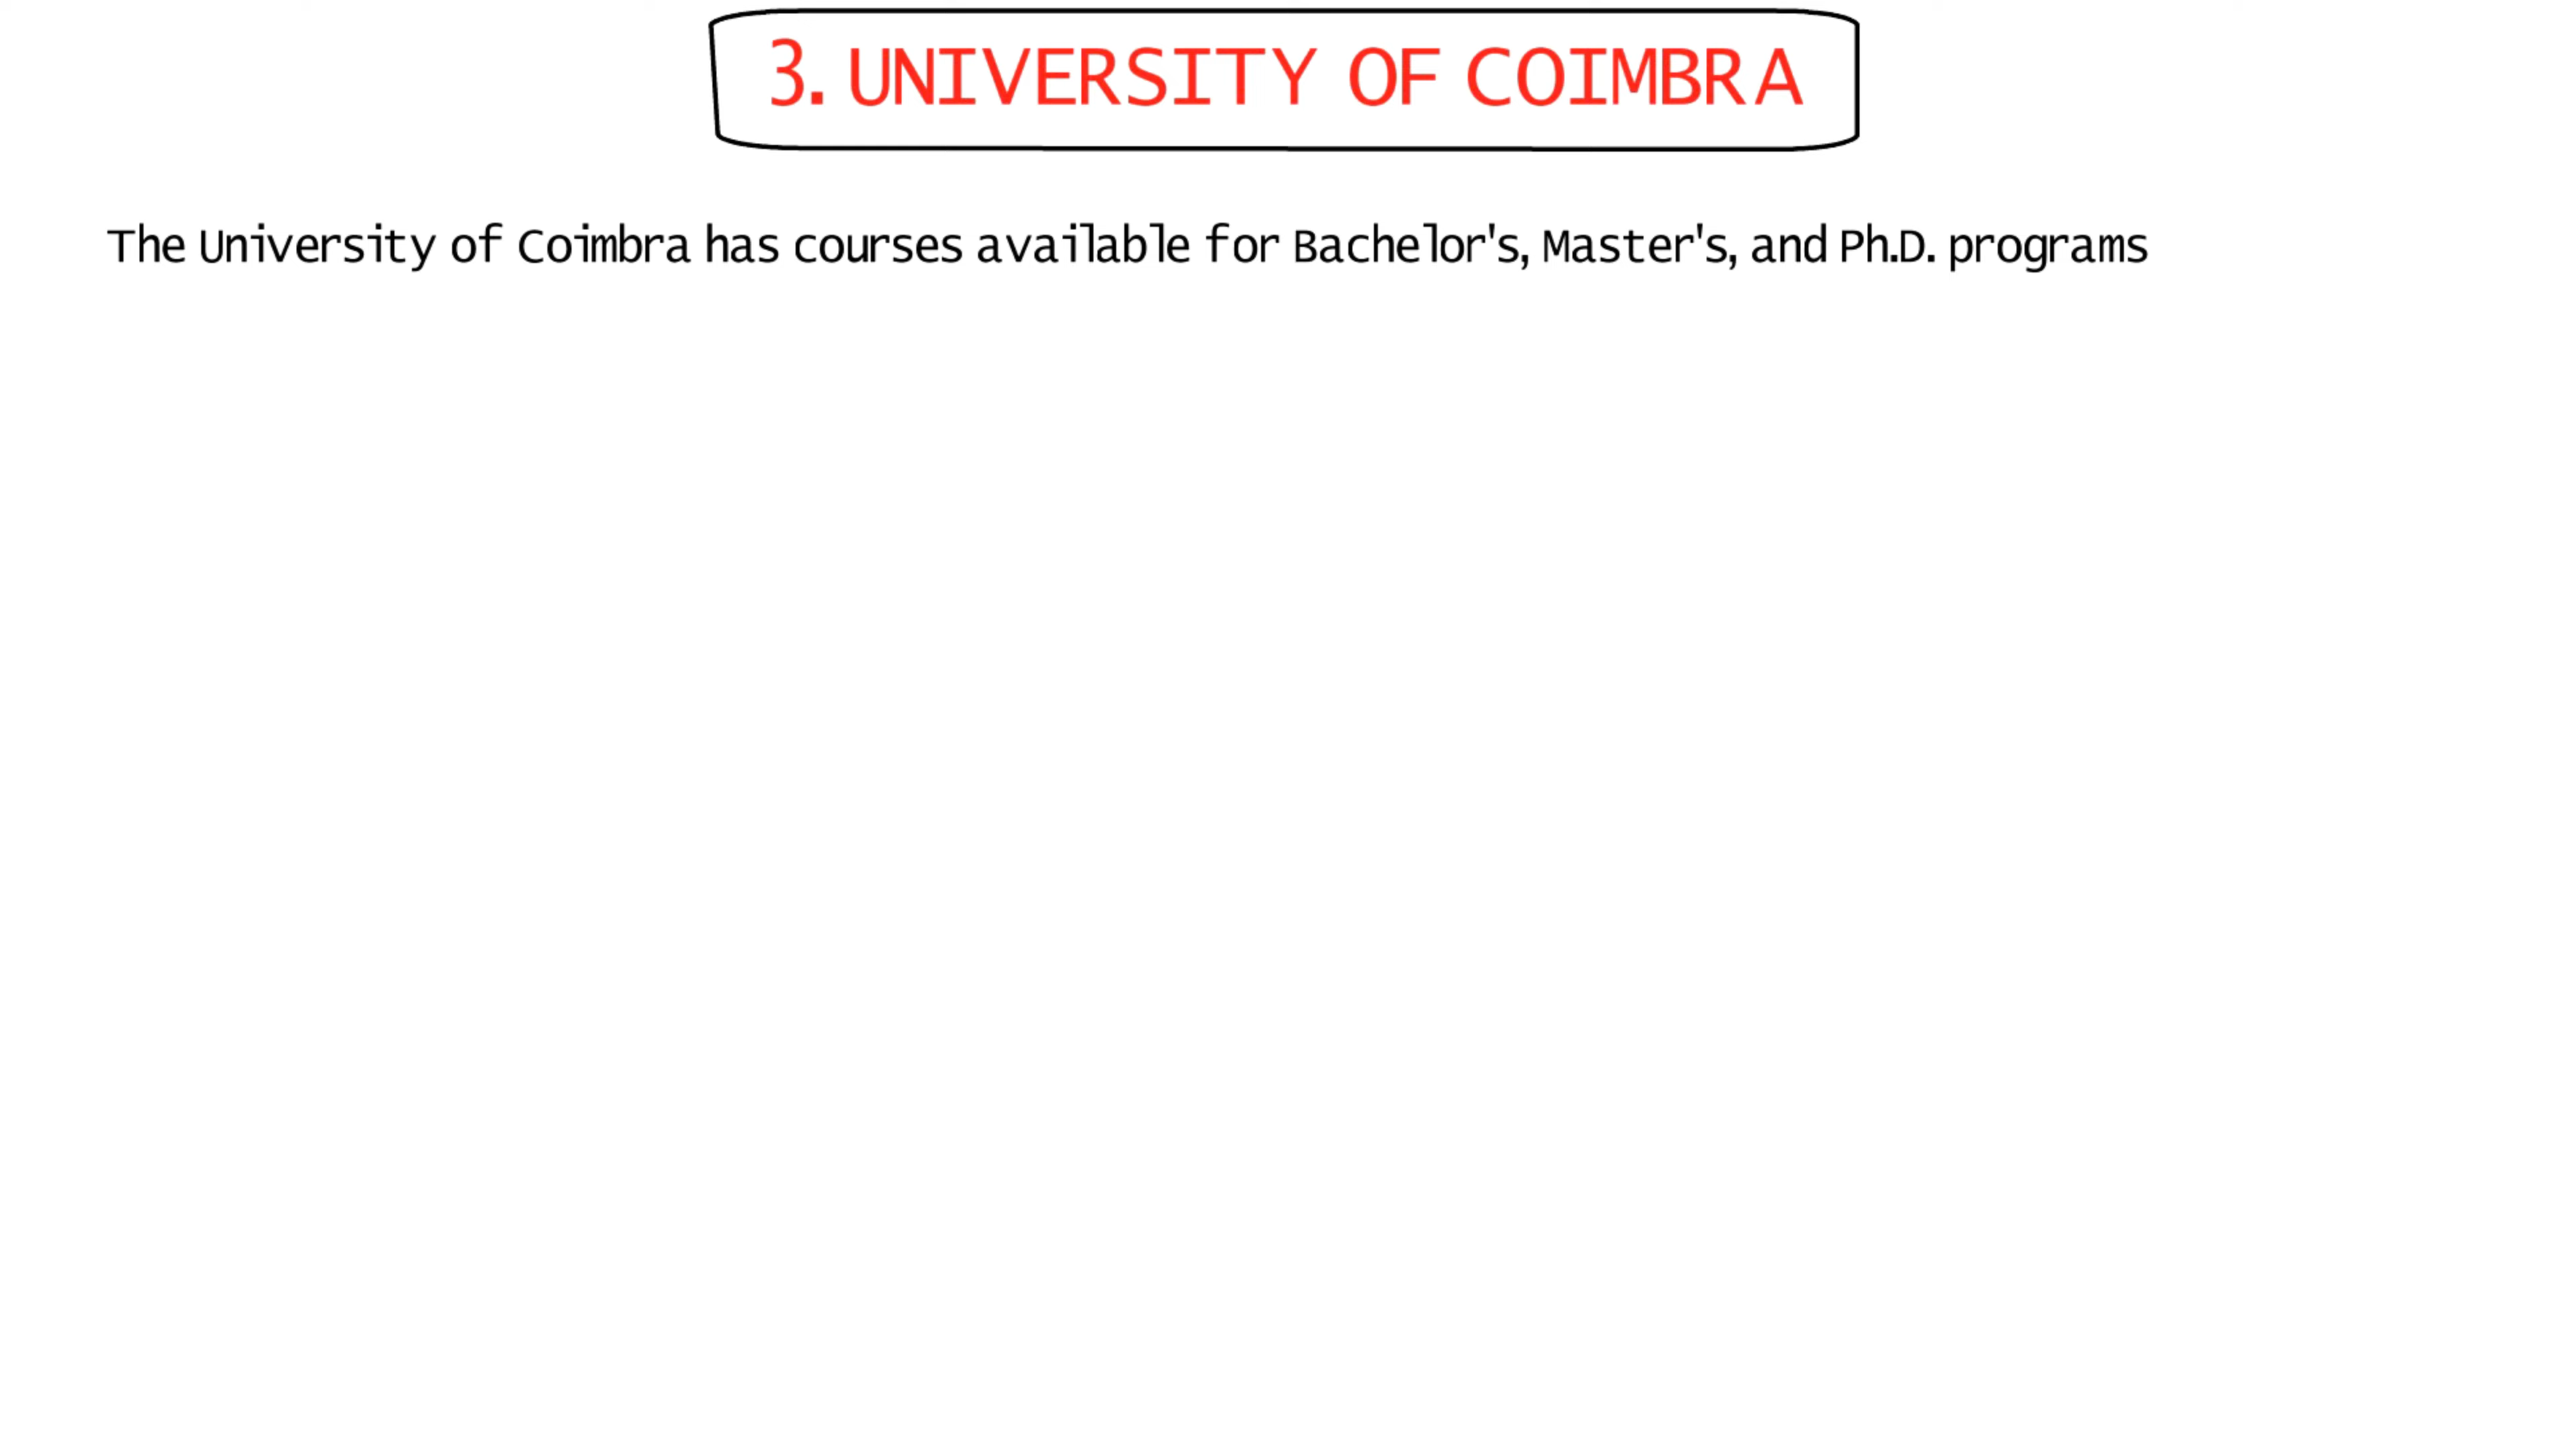 3. UNIVERSITY OF COIMBRA
The University of Coimbra has courses available for Bachelor's, Master's, and Ph.D. programs